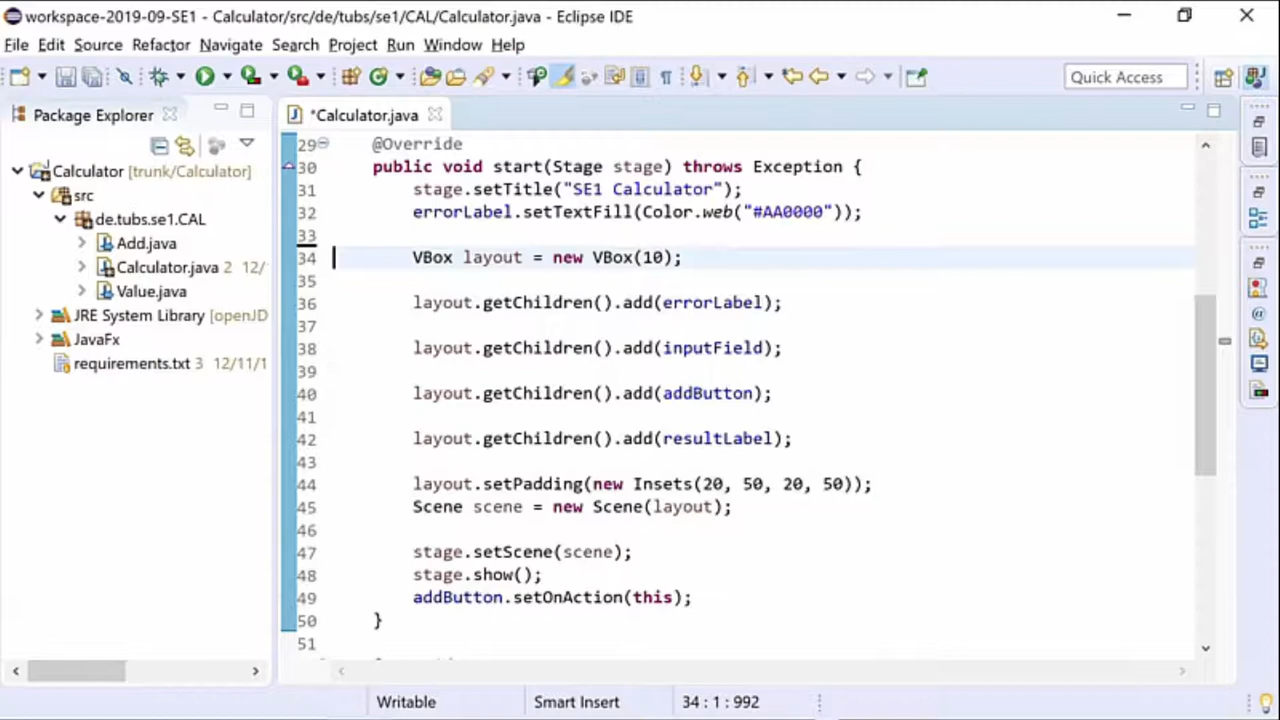 workspace-2019-09-SE1 - Calculator/src/de/tubs/se1/CAL/Calculator.java - Eclipse IDE
File Edit Source Refactor Navigate Search Project Run Window Help
Quick Access
Package Explorer
*Calculator.java
Calculator [trunk/Calculator]
src
de.tubs.se1.CAL
Add.java
Calculator.java 2 12/
Value.java
JRE System Library [openJD
JavaFx
requirements.txt 3 12/11/1
29 @Override
30 public void start(Stage stage) throws Exception {
31 stage.setTitle("SE1 Calculator");
32 errorLabel.setTextFill(Color.web("#AA0000"));
33
34 VBox layout = new VBox(10);
35
36 layout.getChildren().add(errorLabel);
37
38 layout.getChildren().add(inputField);
39
40 layout.getChildren().add(addButton);
41
42 layout.getChildren().add(resultLabel);
43
44 layout.setPadding(new Insets(20, 50, 20, 50));
45 Scene scene = new Scene(layout);
46
47 stage.setScene(scene);
48 stage.show();
49 addButton.setOnAction(this);
50 }
51
Writable Smart Insert 34 : 1 : 992